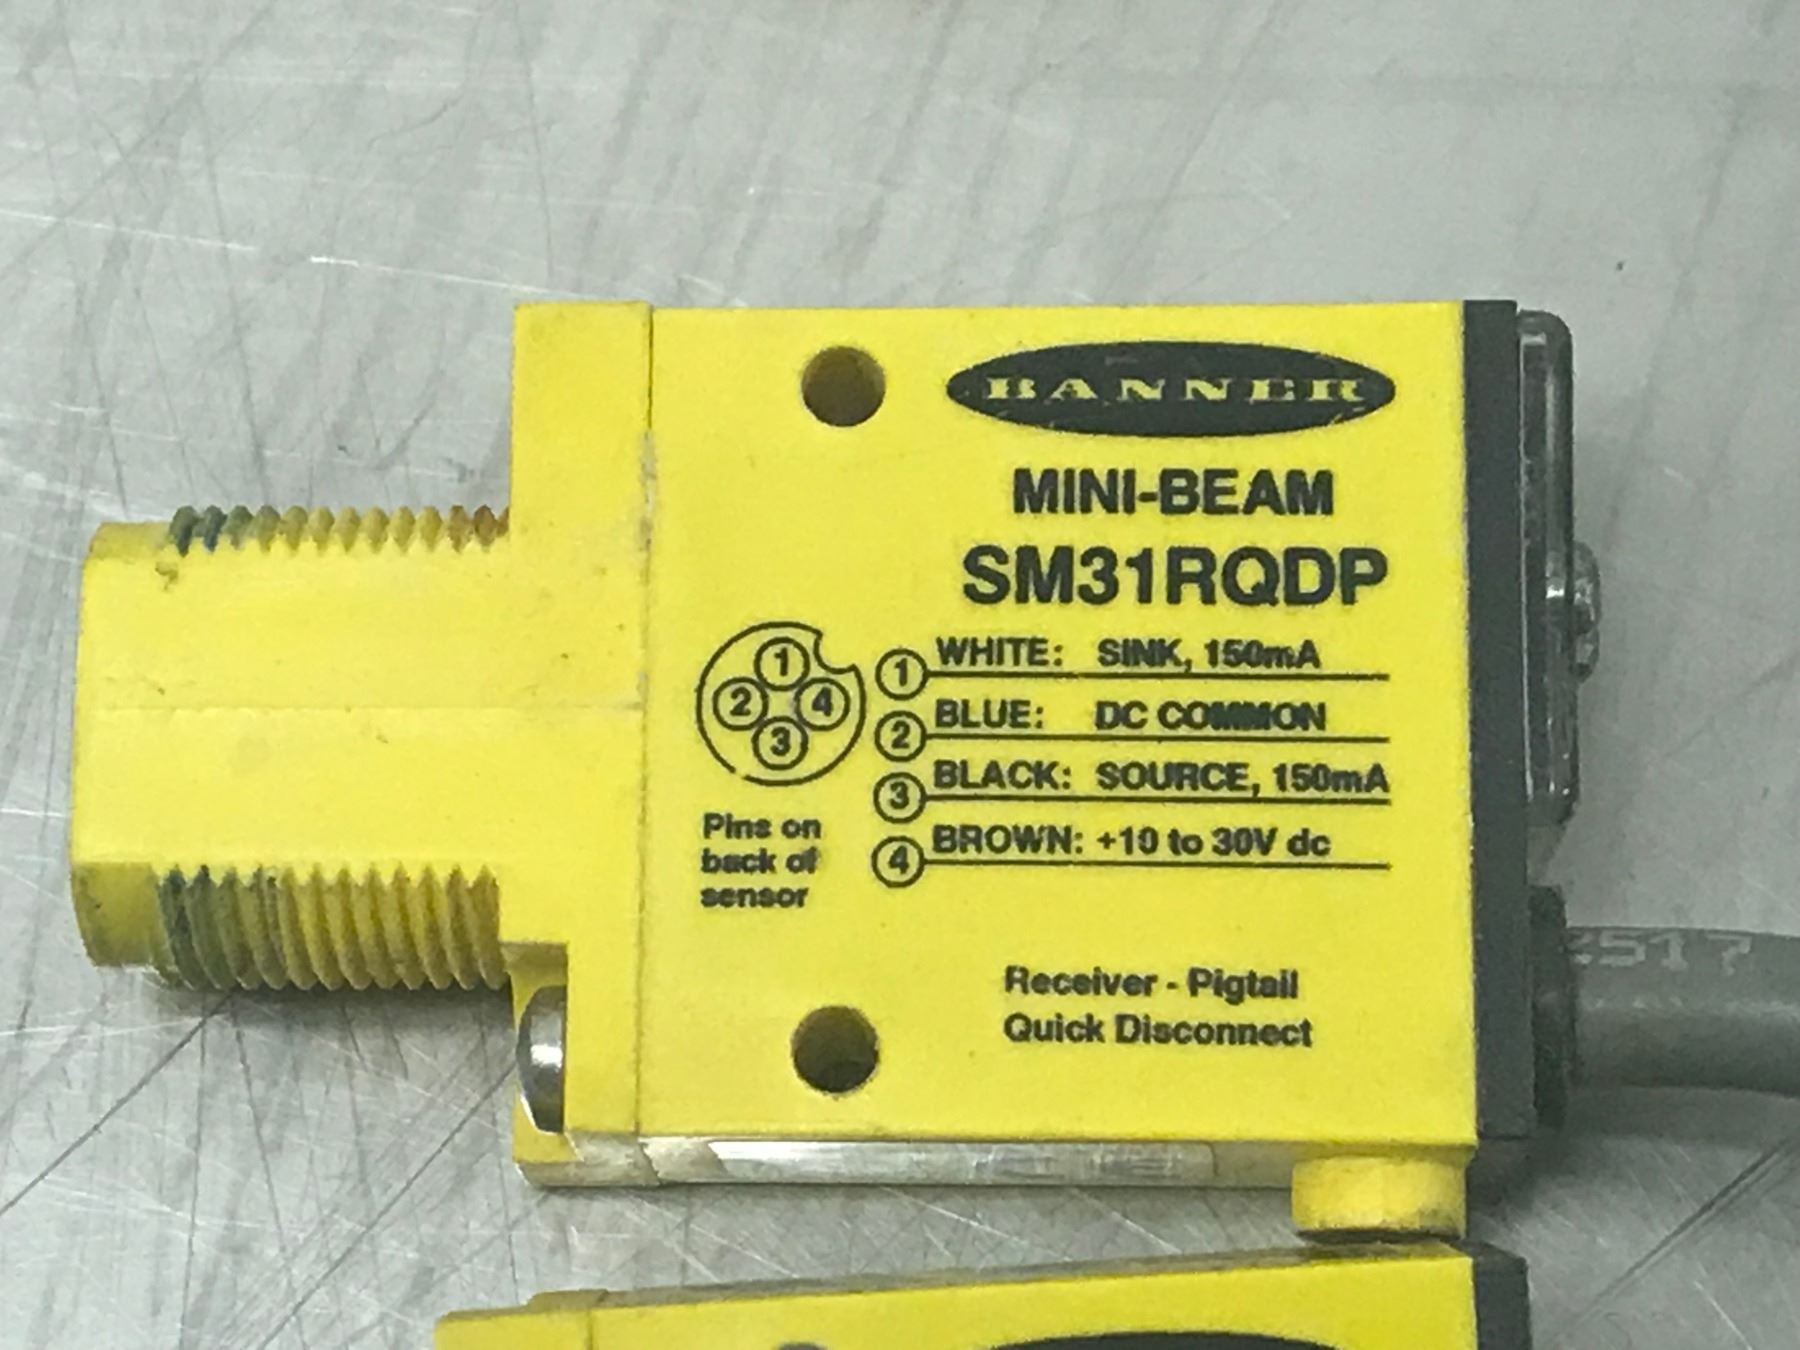 BANNER
MINI-BEAM
SM31RQDP
1 WHITE: SINK, 150mA
2 BLUE: DC COMMON
3 BLACK: SOURCE, 150mA
4 BROWN: +10 to 30V dc
1
2 4
3
Pins on
back of
sensor
Receiver - Pigtail
Quick Disconnect
2517